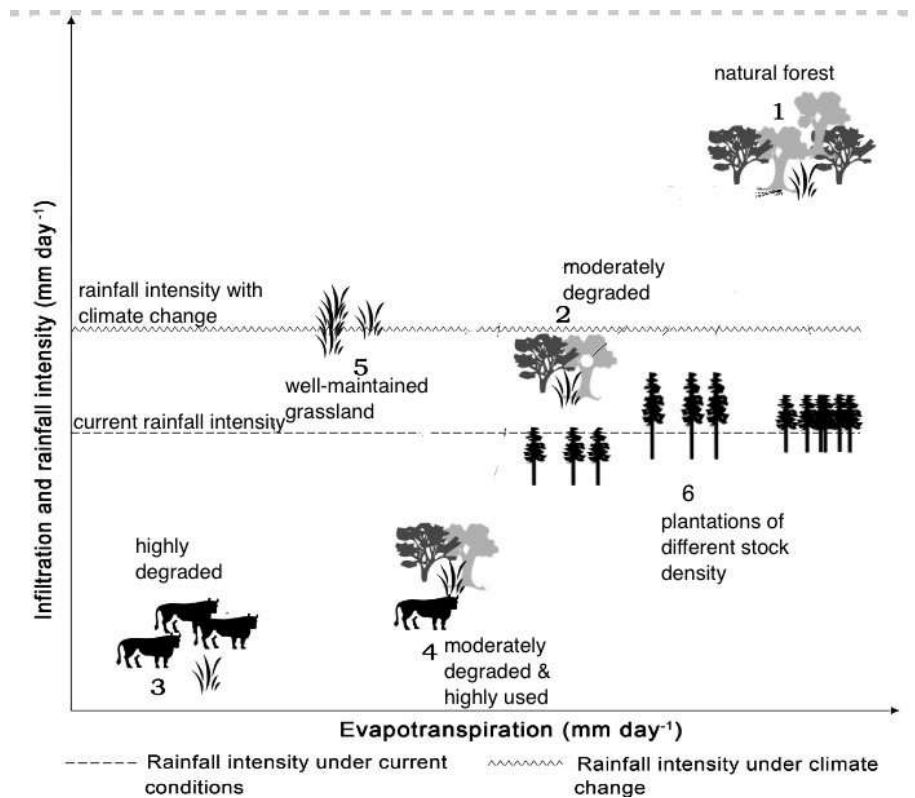 natural forest
1
moderately
degraded
2
rainfall intensity with
climate change
5
well-maintained
grassland
current rainfall intensity
6
plantations of
different stock
density
highly
degraded
3
4
moderately
degraded &
highly used
Infiltration and rainfall intensity (mm day⁻¹)
Evapotranspiration (mm day⁻¹)
Rainfall intensity under current
conditions
Rainfall intensity under climate
change